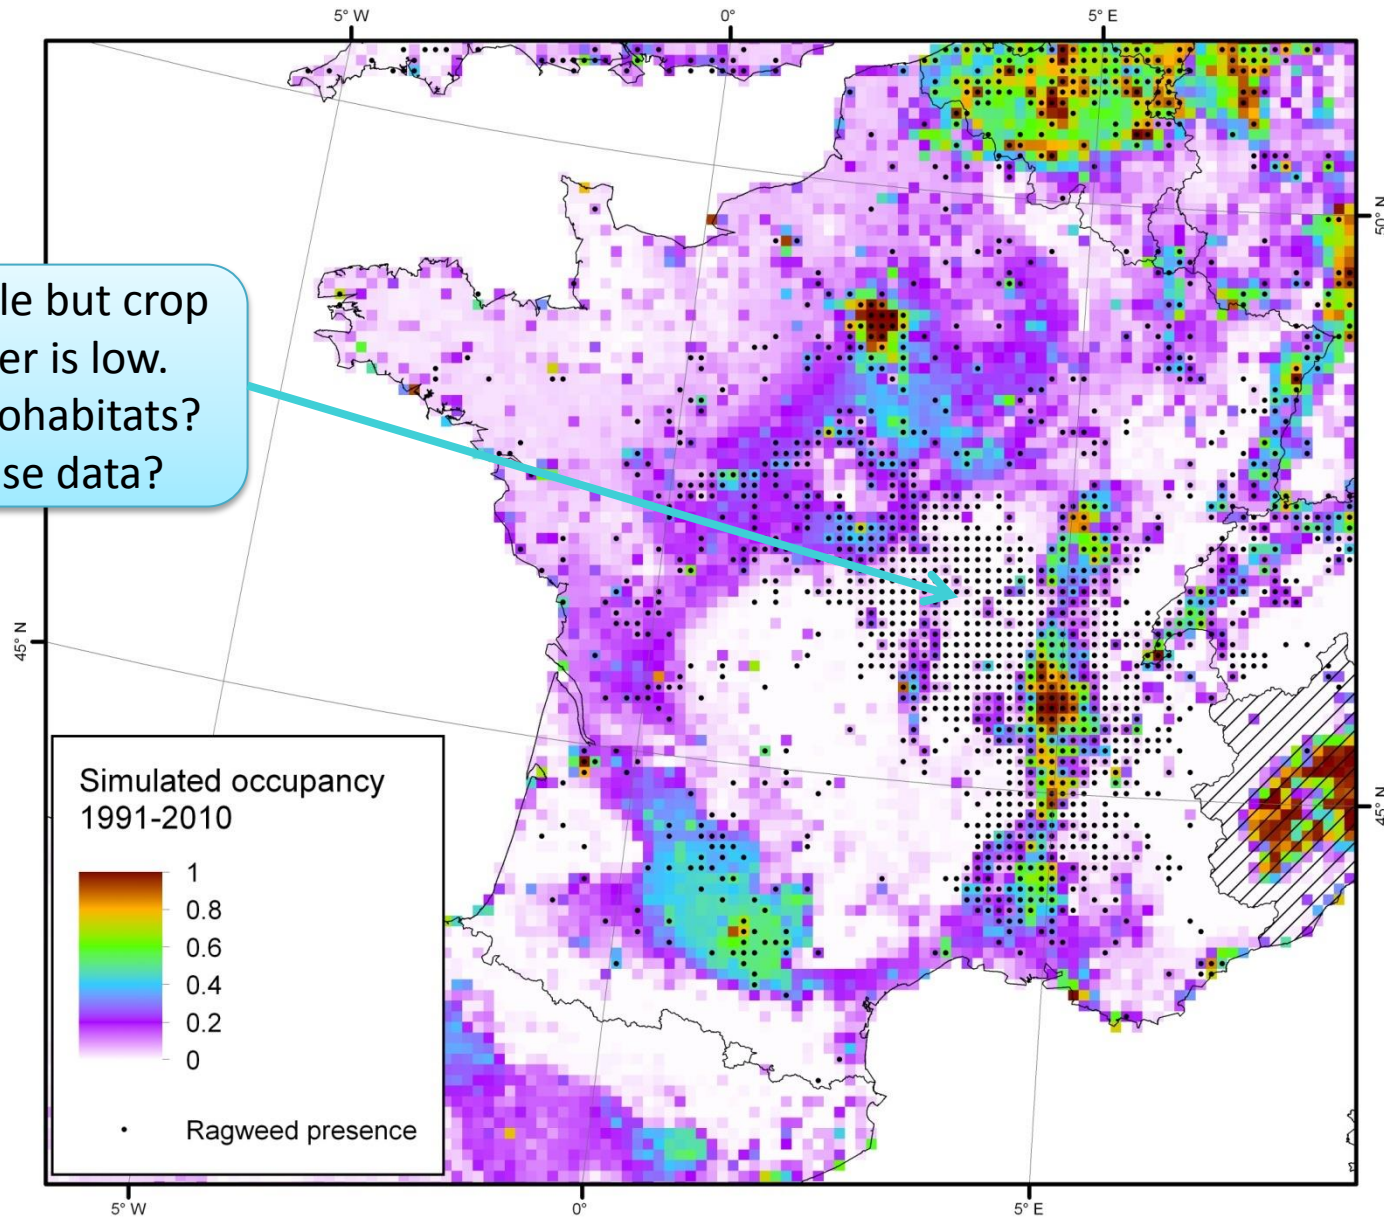 5° W 0° 5° E
50° N
le but crop
er is low.
ohabitats?
se data?
45° N
45° N
Simulated occupancy
1991-2010
1
0.8
0.6
0.4
0.2
0
Ragweed presence
5° W 0° 5° E